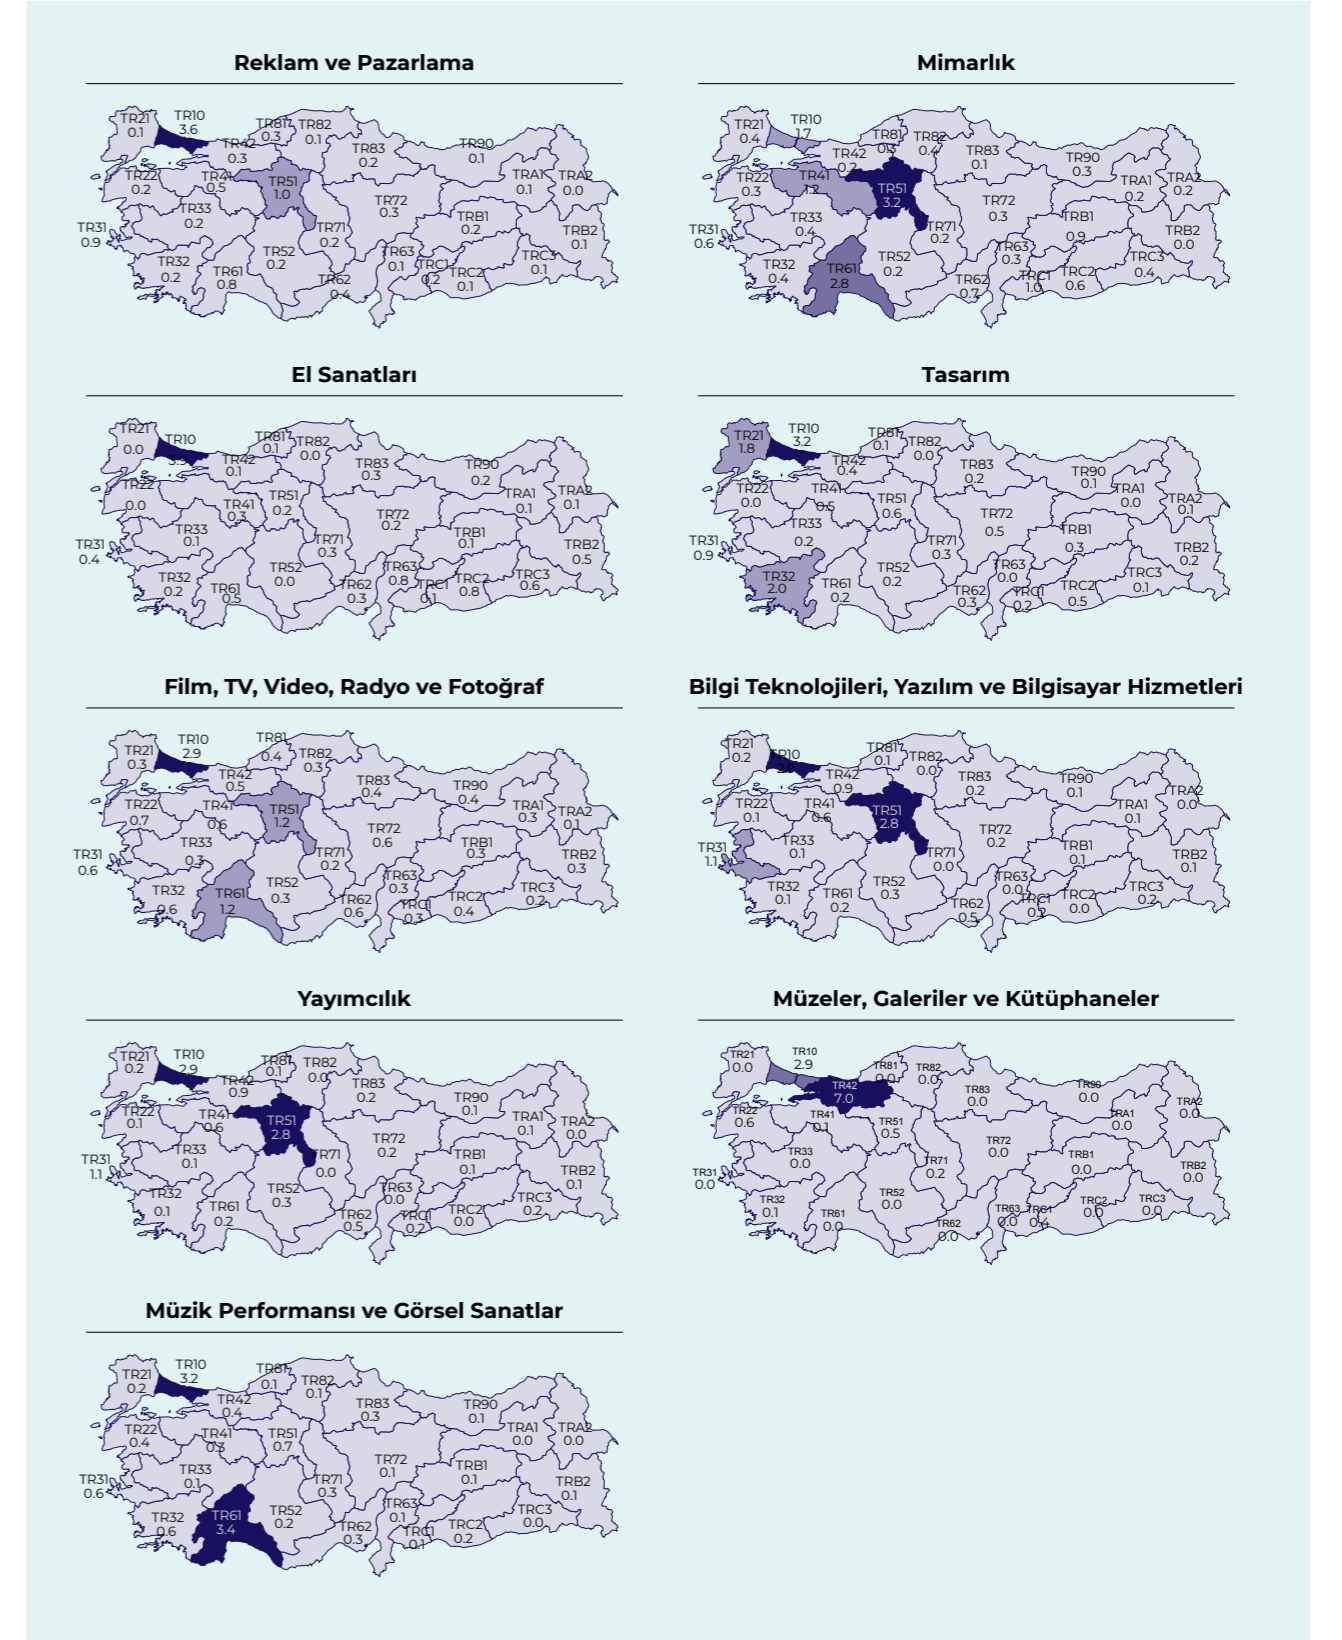 Reklam ve Pazarlama
TR21 0.1
TR10 3.6
TR81 0.3
TR82 0.1
TR42 0.3
TR83 0.2
TR90 0.1
TR22 0.2
TR41 0.5
TR51 1.0
TRA1 0.1
TRA2 0.0
TR31 0.9
TR33 0.2
TR71 0.2
TR72 0.3
TRB1 0.2
TRB2 0.1
TR32 0.2
TR61 0.8
TR52 0.2
TR62 0.4
TR63 0.1
TRC1 0.2
TRC2 0.1
TRC3 0.1
Mimarlık
TR21 0.4
TR10 1.7
TR81 0.3
TR82 0.4
TR42 0.2
TR83 0.1
TR90 0.3
TR22 0.3
TR41 1.2
TR51 3.2
TRA1 0.2
TRA2 0.2
TR31 0.6
TR33 0.4
TR71 0.2
TR72 0.3
TRB1 0.9
TRB2 0.0
TR32 0.4
TR61 2.8
TR52 0.2
TR62 0.7
TR63 0.3
TRC1 1.0
TRC2 0.6
TRC3 0.4
El Sanatları
TR21 0.0
TR10
TR81 0.1
TR82 0.0
TR42 0.1
TR83 0.3
TR90 0.2
TR22 0.0
TR41 0.3
TR51 0.2
TRA1 0.1
TRA2 0.1
TR31 0.4
TR33 0.1
TR71 0.3
TR72 0.2
TRB1 0.1
TRB2 0.5
TR32 0.2
TR61 0.5
TR52 0.0
TR62 0.3
TR63 0.8
TRC1 0.1
TRC2 0.8
TRC3 0.6
Tasarım
TR21 1.8
TR10 3.2
TR81 0.1
TR82 0.0
TR42 0.4
TR83 0.2
TR90 0.1
TR22 0.0
TR41 0.5
TR51 0.6
TRA1 0.0
TRA2 0.1
TR31 0.9
TR33 0.2
TR71 0.3
TR72 0.5
TRB1 0.3
TRB2 0.2
TR32 2.0
TR61 0.2
TR52 0.2
TR62 0.3
TR63 0.0
TRC1 0.2
TRC2 0.5
TRC3 0.1
Film, TV, Video, Radyo ve Fotoğraf
TR21 0.3
TR10 2.9
TR81 0.4
TR82 0.3
TR42 0.5
TR83 0.4
TR90 0.4
TR22 0.7
TR41 0.6
TR51 1.2
TRA1 0.3
TRA2 0.1
TR31 0.6
TR33 0.3
TR71 0.2
TR72 0.6
TRB1 0.3
TRB2 0.3
TR32 0.6
TR61 1.2
TR52 0.3
TR62 0.6
TR63 0.3
TRC1 0.3
TRC2 0.4
TRC3 0.2
Bilgi Teknolojileri, Yazılım ve Bilgisayar Hizmetleri
TR21 0.2
TR10 2.9
TR81 0.1
TR82 0.0
TR42 0.9
TR83 0.2
TR90 0.1
TR22 0.1
TR41 0.6
TR51 2.8
TRA1 0.1
TRA2 0.0
TR31 1.1
TR33 0.1
TR71 0.0
TR72 0.2
TRB1 0.1
TRB2 0.1
TR32 0.1
TR61 0.2
TR52 0.3
TR62 0.5
TR63 0.0
TRC1 0.2
TRC2 0.0
TRC3 0.2
Yayımcılık
TR21 0.2
TR10 2.9
TR81 0.1
TR82 0.0
TR42 0.9
TR83 0.2
TR90 0.1
TR22 0.1
TR41 0.6
TR51 2.8
TRA1 0.1
TRA2 0.0
TR31 1.1
TR33 0.1
TR71 0.0
TR72 0.2
TRB1 0.1
TRB2 0.1
TR32 0.1
TR61 0.2
TR52 0.3
TR62 0.5
TR63 0.0
TRC1 0.2
TRC2 0.0
TRC3 0.2
Müzeler, Galeriler ve Kütüphaneler
TR21 0.0
TR10 2.9
TR81 0.0
TR82 0.0
TR42 7.0
TR83 0.0
TR90 0.0
TR22 0.6
TR41 0.1
TR51 0.5
TRA1 0.0
TRA2 0.0
TR31 0.0
TR33 0.0
TR71 0.2
TR72 0.0
TRB1 0.0
TRB2 0.0
TR32 0.1
TR61 0.0
TR52 0.0
TR62 0.0
TR63 0.0
TRC1 0.4
TRC2 0.0
TRC3 0.0
Müzik Performansı ve Görsel Sanatlar
TR21 0.2
TR10 3.2
TR81 0.1
TR82 0.1
TR42 0.4
TR83 0.3
TR90 0.1
TR22 0.4
TR41 0.3
TR51 0.7
TRA1 0.0
TRA2 0.0
TR31 0.6
TR33 0.1
TR71 0.3
TR72 0.1
TRB1 0.1
TRB2 0.1
TR32 0.6
TR61 3.4
TR52 0.2
TR62 0.3
TR63 0.1
TRC1 0.1
TRC2 0.2
TRC3 0.0